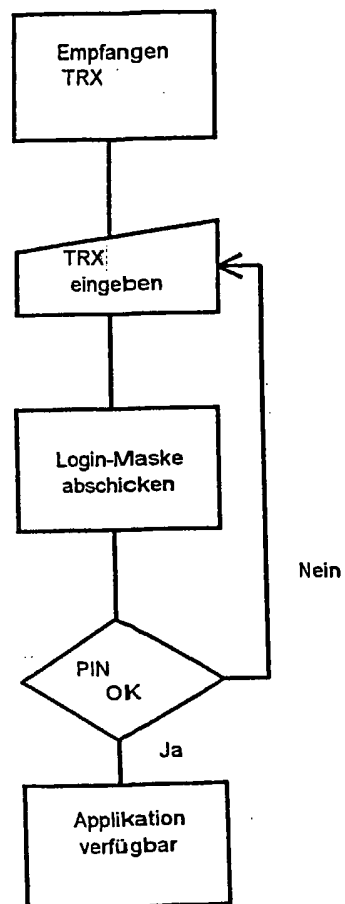 Empfangen
TRX
TRX
eingeben
Login-Maske
abschicken
Nein
PIN
OK
Ja
Applikation
verfügbar